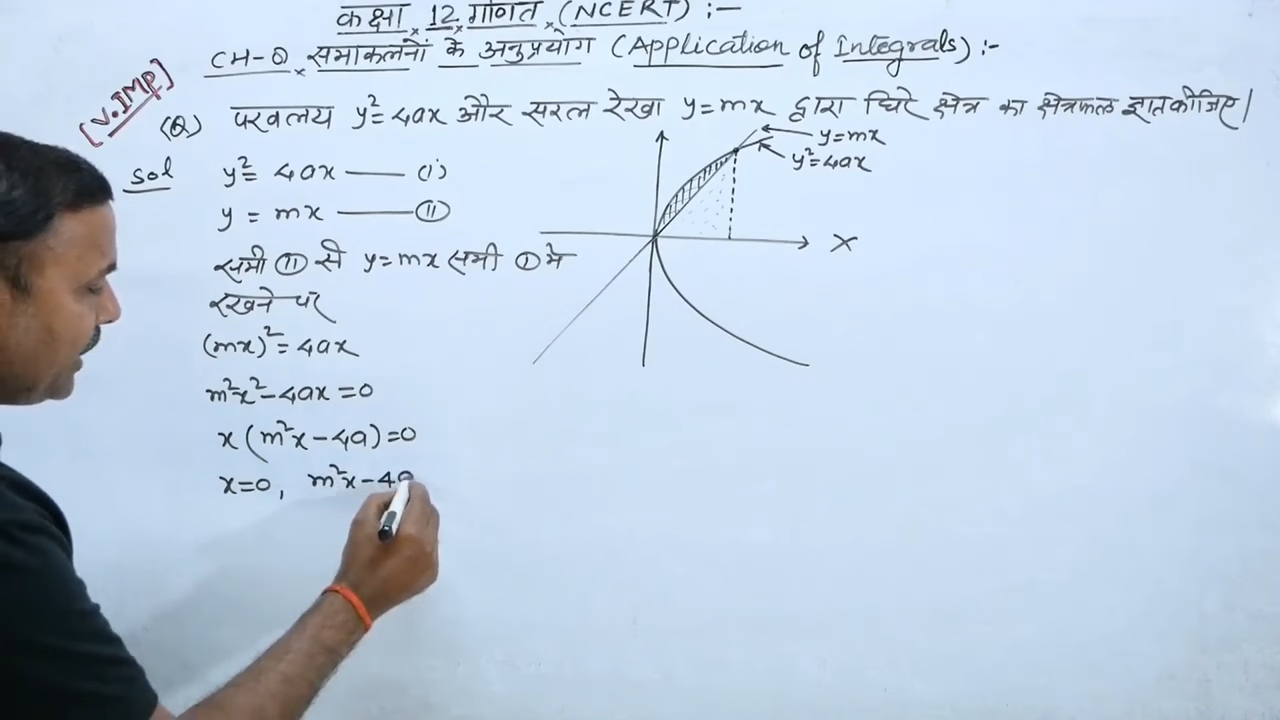 कक्षा 12 गणित (NCERT) :-
CH-8 समाकलनों के अनुप्रयोग (Application of Integrals) :-
[V.IMP]
(Q) परवलय y²=4ax और सरल रेखा y=mx द्वारा घिरे क्षेत्र का क्षेत्रफल ज्ञात कीजिए।
y=mx
y²=4ax
Sol y² = 4ax —— (i)
y = mx —— (II)
X
समी (II) से y=mx समी (I) मे
रखने पर
(mx)² = 4ax
m²x² - 4ax = 0
x(m²x - 4a) = 0
x=0, m²x - 4a